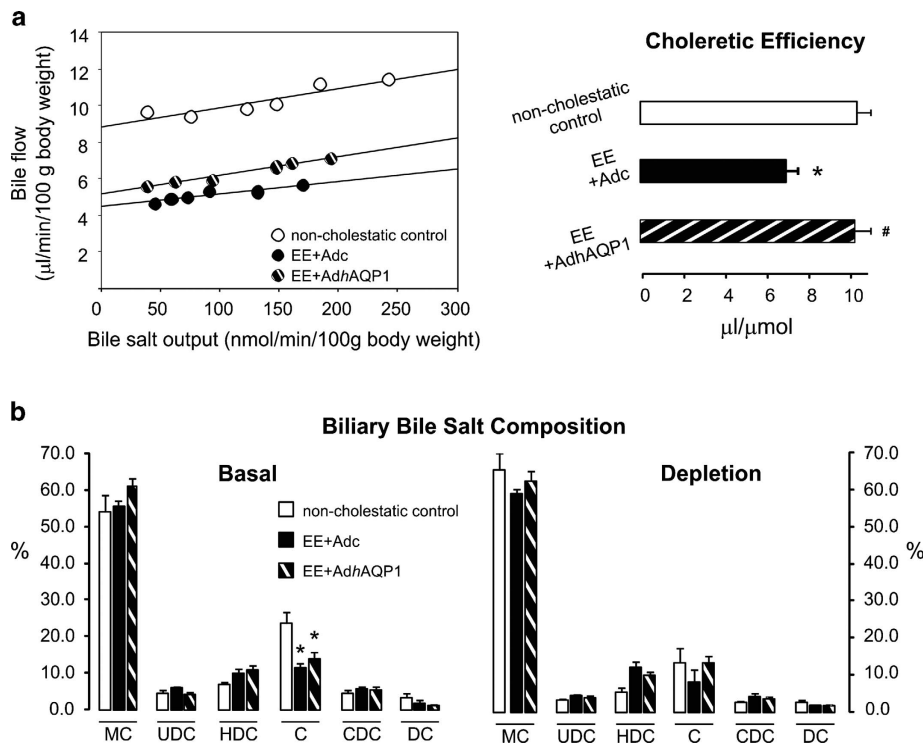 a
14
12
10
8
6
4
2
Bile flow
(µl/min/100 g body weight)
non-cholestatic control
EE+Adc
EE+AdhAQP1
0 50 100 150 200 250 300
Bile salt output (nmol/min/100g body weight)
Choleretic Efficiency
non-cholestatic
control
EE
+Adc
*
EE
+AdhAQP1
#
0 2 4 6 8 10
µl/µmol
b
Biliary Bile Salt Composition
Basal
70.0
60.0
50.0
40.0
30.0
20.0
10.0
0.0
%
non-cholestatic control
EE+Adc
EE+AdhAQP1
* *
MC UDC HDC C CDC DC
Depletion
70.0
60.0
50.0
40.0
30.0
20.0
10.0
0.0
%
MC UDC HDC C CDC DC